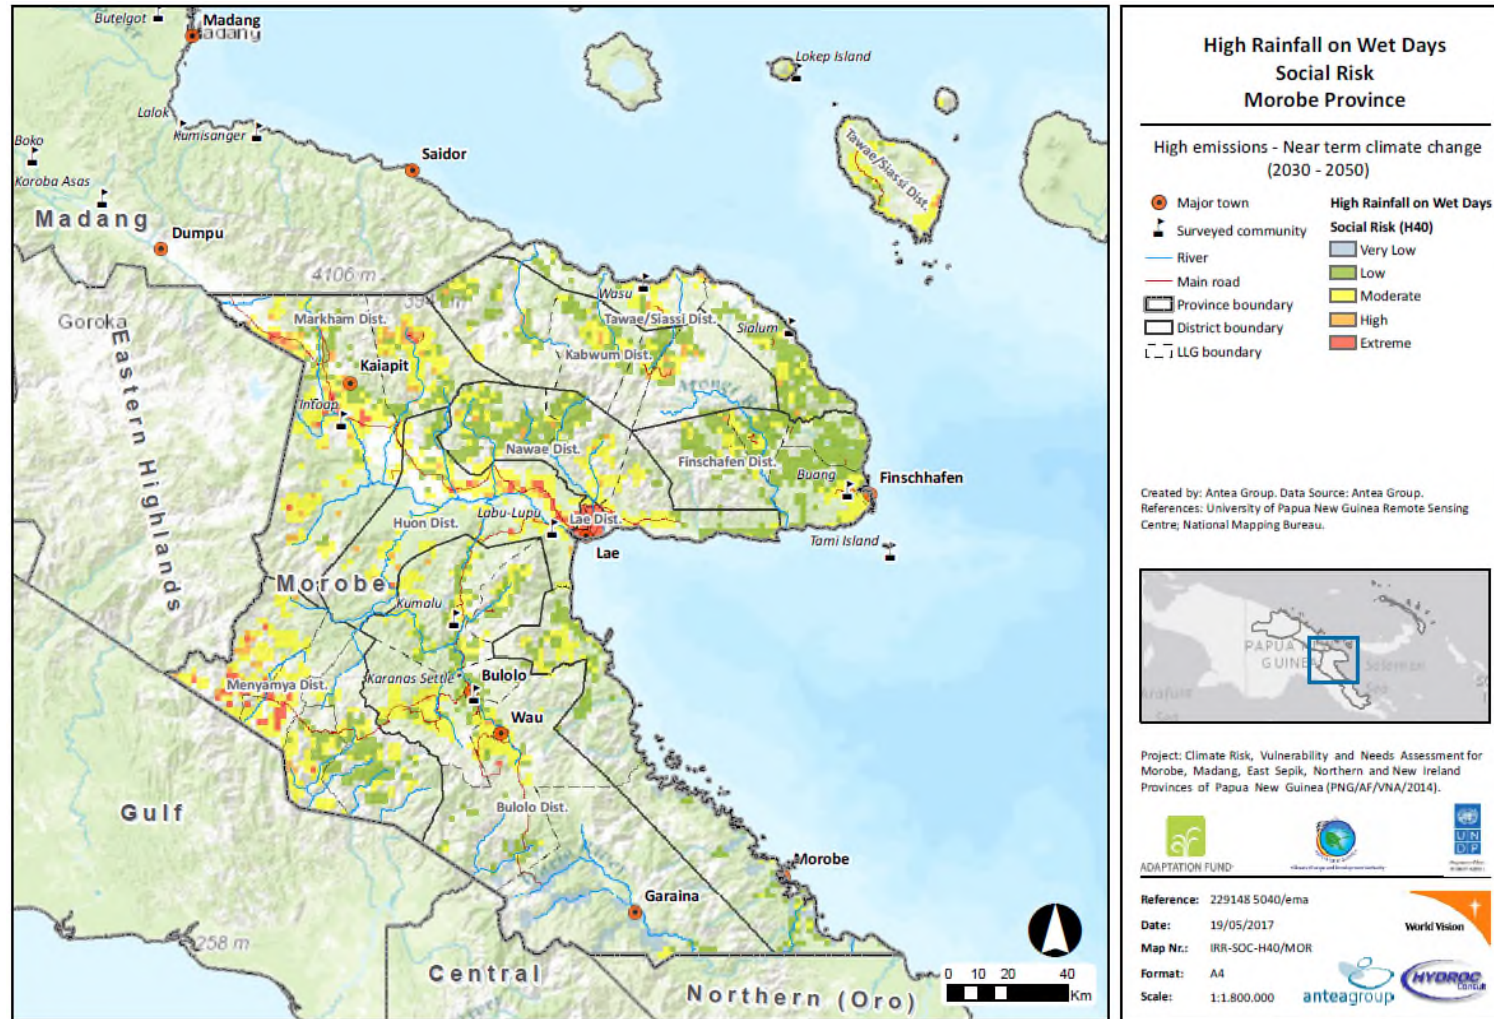 Butelgot
Madang
adang
Lalok
Kumisanger
Boko
Koroba Asas
Saidor
Madang
Dumpu
4106 m
Lokep Island
Tawae/Siassi Dist.
Goroka
Markham Dist.
Wasu
Tawae/Siassi Dist.
Sialum
Kabwum Dist.
Kaiapit
Intoap
Eastern Highlands
Nawae Dist.
Finschafen Dist.
Buang
Finschhafen
Labu-Lupu
Huon Dist.
Lae Dist.
Lae
Tami Island
Morobe
Kumalu
Karanas Settle
Bulolo
Menyamya Dist.
Wau
Gulf
Bulolo Dist.
Morobe
Garaina
258 m
Central
Northern (Oro)
0 10 20 40
Km
High Rainfall on Wet Days
Social Risk
Morobe Province
High emissions - Near term climate change
(2030 - 2050)
Major town
Surveyed community
River
Main road
Province boundary
District boundary
LLG boundary
High Rainfall on Wet Days
Social Risk (H40)
Very Low
Low
Moderate
High
Extreme
Created by: Antea Group. Data Source: Antea Group.
References: University of Papua New Guinea Remote Sensing
Centre; National Mapping Bureau.
PAPUA N
GUINEA
Solomon
Sea
Arafura
Sea
Project: Climate Risk, Vulnerability and Needs Assessment for
Morobe, Madang, East Sepik, Northern and New Ireland
Provinces of Papua New Guinea (PNG/AF/VNA/2014).
ADAPTATION FUND
U N
D P
Reference: 229148 5040/ema
Date: 19/05/2017
Map Nr.: IRR-SOC-H40/MOR
Format: A4
Scale: 1:1.800.000
World Vision
anteagroup
HYDROC
Consult